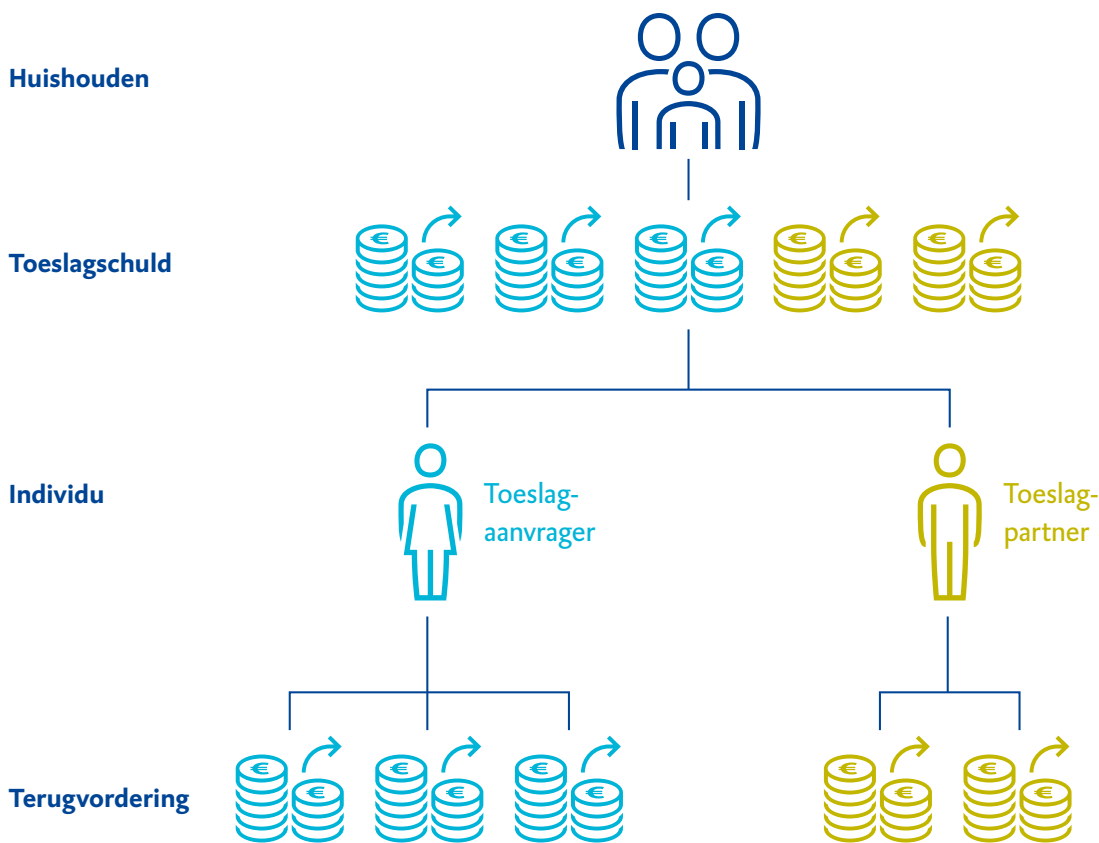 Huishouden
€ € € € € € € € € €
Toeslagschuld
Individu
Toeslag-
aanvrager
Toeslag-
partner
€ € € € € € € € € €
Terugvordering